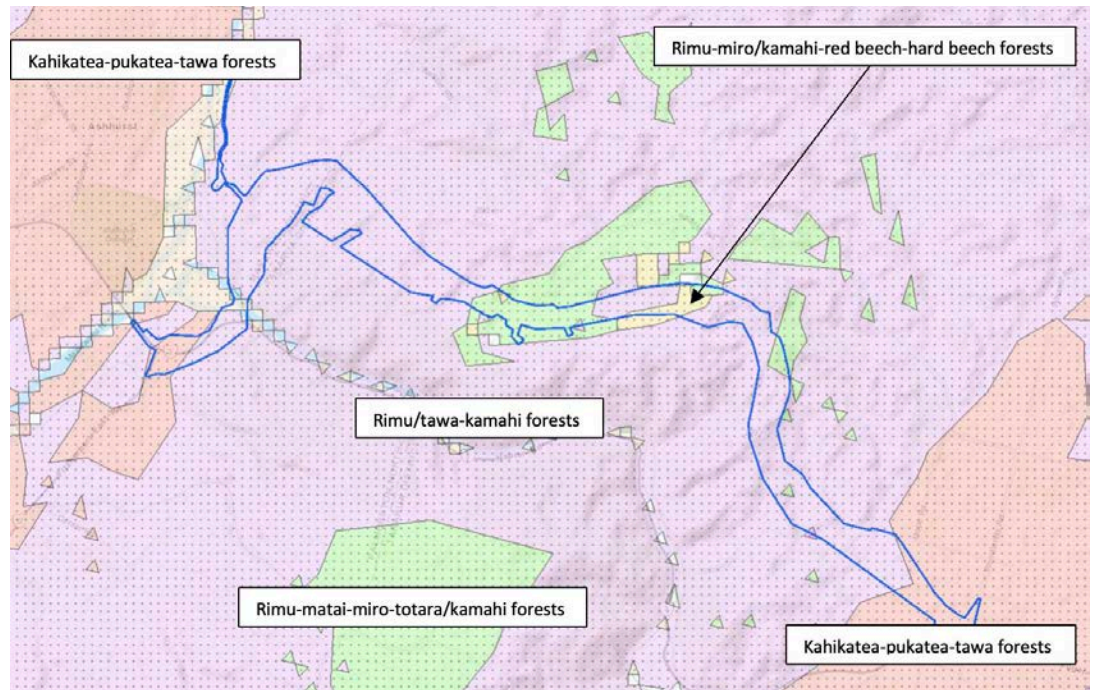 Kahikatea-pukatea-tawa forests
Rimu-miro/kamahi-red beech-hard beech forests
Ashhurst
Rimu/tawa-kamahi forests
Rimu-matai-miro-totara/kamahi forests
Kahikatea-pukatea-tawa forests